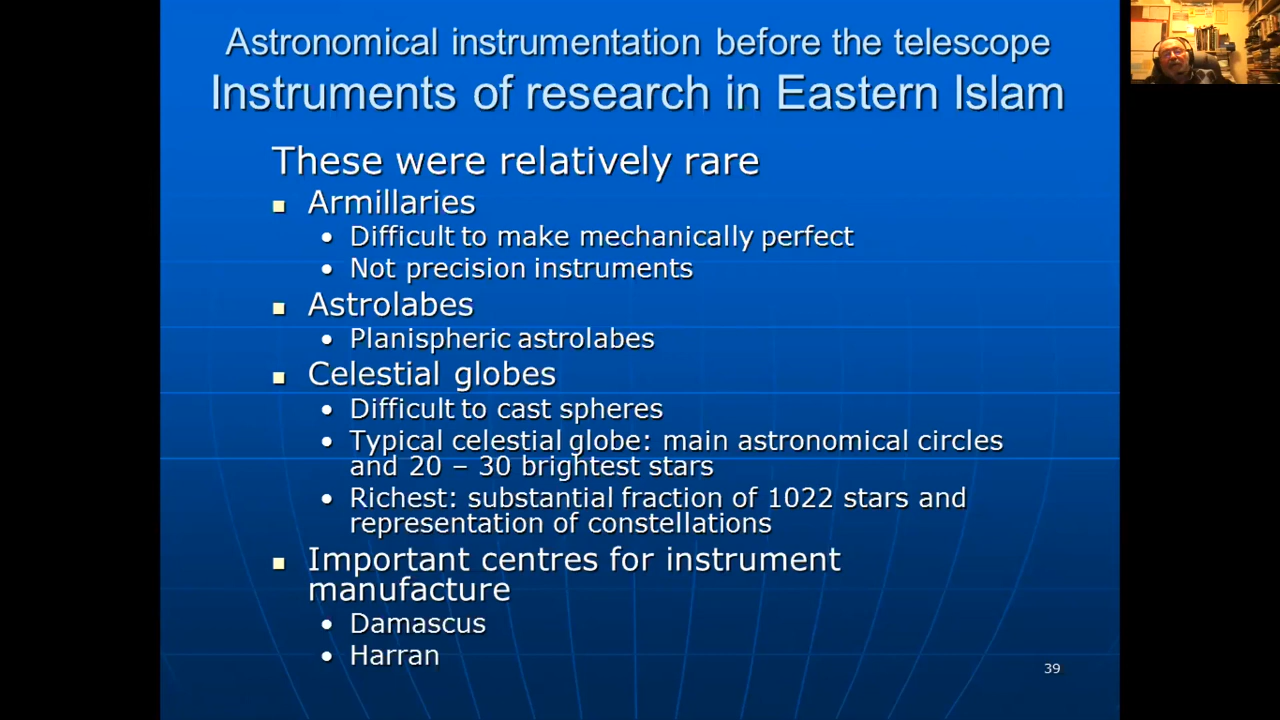 Astronomical instrumentation before the telescope
Instruments of research in Eastern Islam
These were relatively rare
Armillaries
Difficult to make mechanically perfect
Not precision instruments
Astrolabes
Planispheric astrolabes
Celestial globes
Difficult to cast spheres
Typical celestial globe: main astronomical circles
and 20 – 30 brightest stars
Richest: substantial fraction of 1022 stars and
representation of constellations
Important centres for instrument
manufacture
Damascus
Harran
39